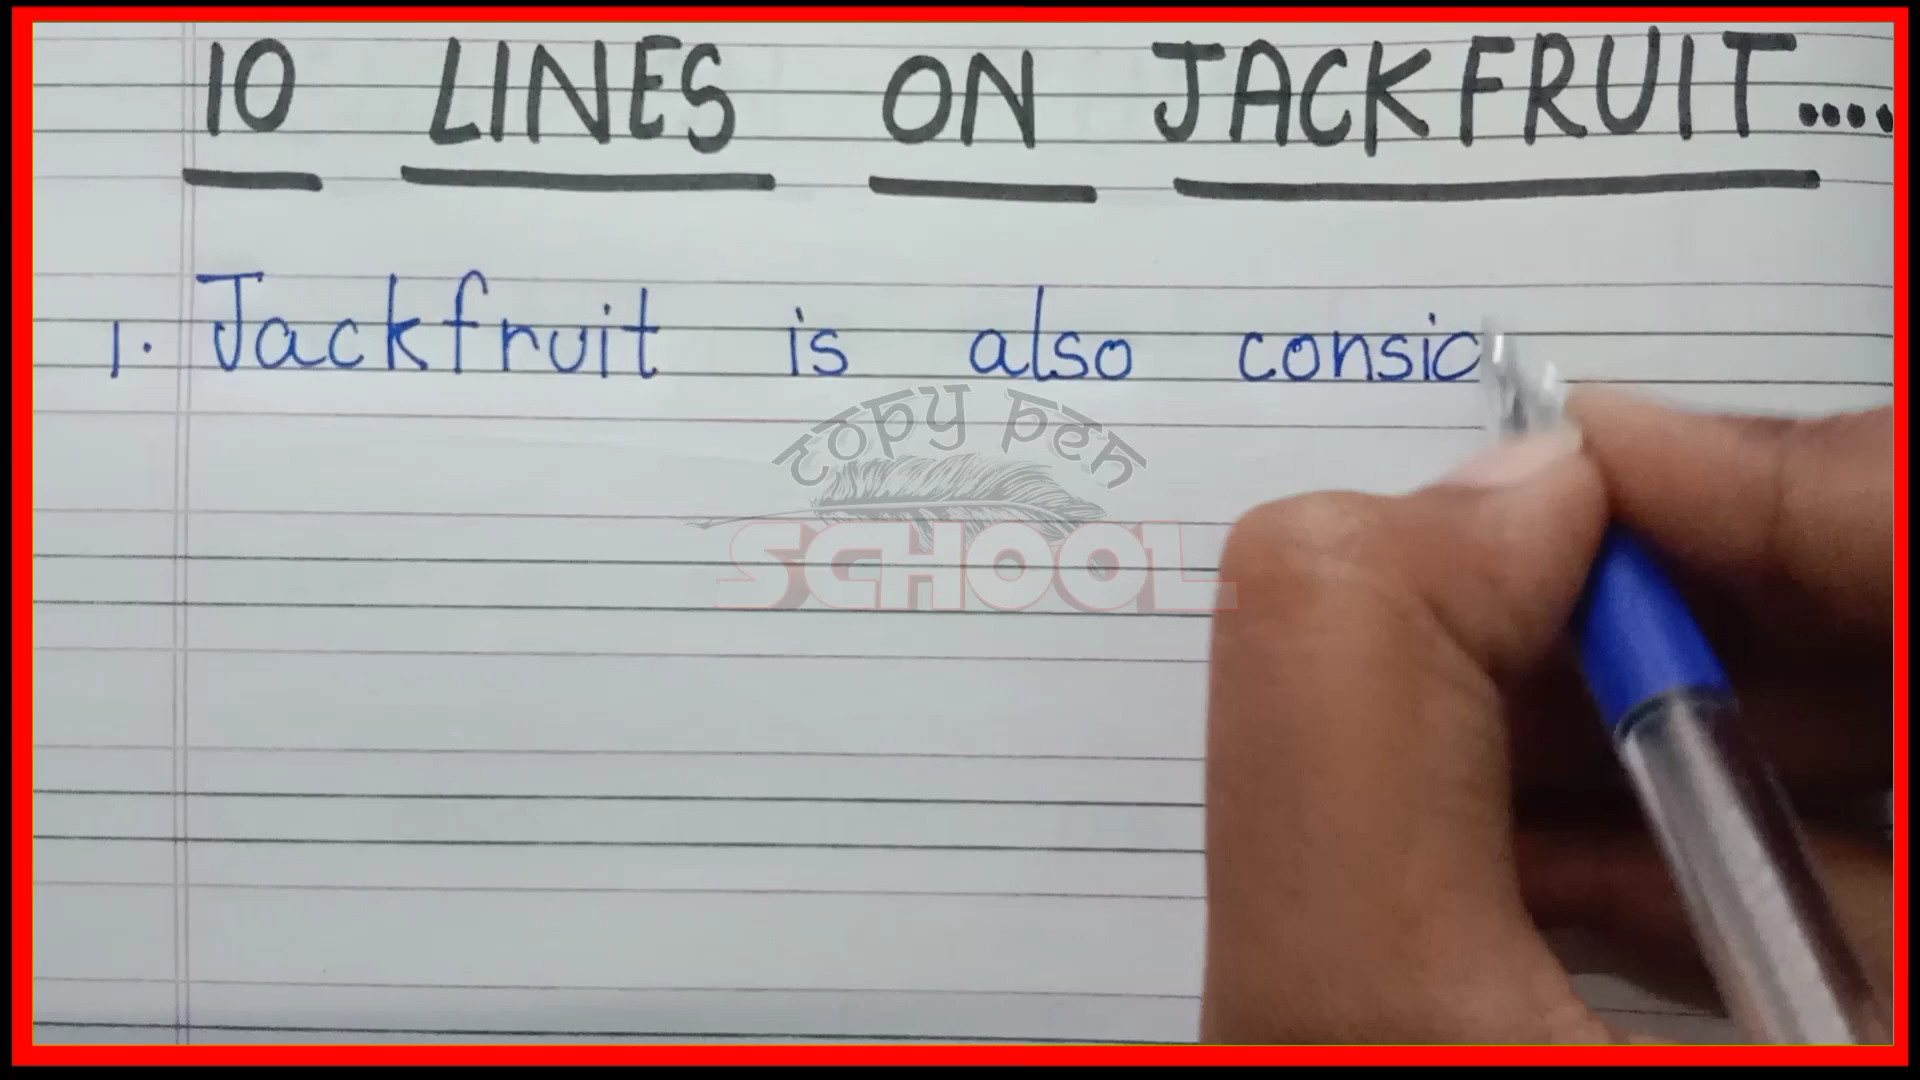 10 LINES ON JACKFRUIT....
1. Jackfruit is also consic
copy pen
SCHOOL